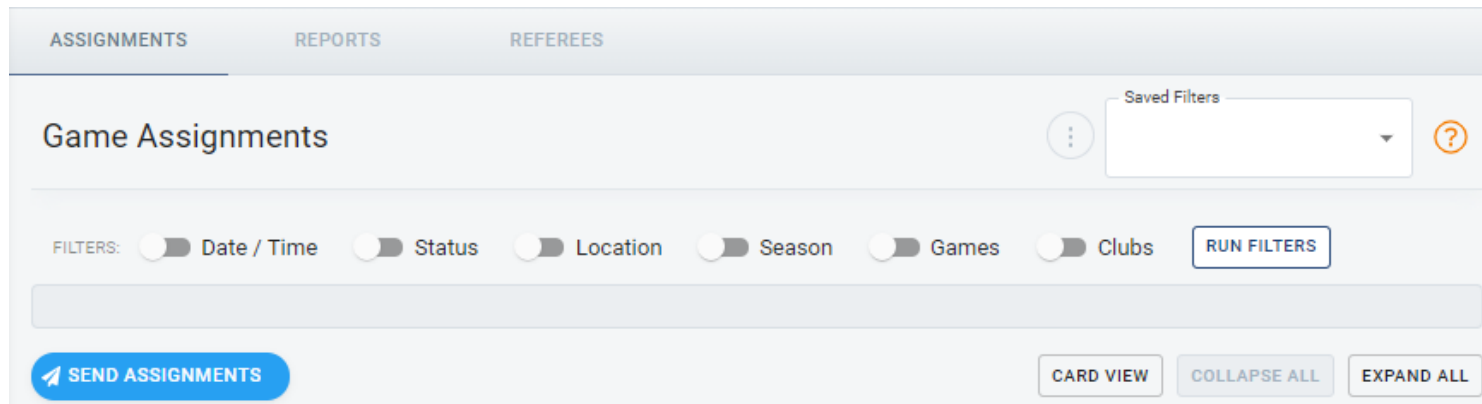 ASSIGNMENTS REPORTS REFEREES
Saved Filters
Game Assignments
?
FILTERS: Date / Time Status Location Season Games Clubs RUN FILTERS
SEND ASSIGNMENTS CARD VIEW COLLAPSE ALL EXPAND ALL